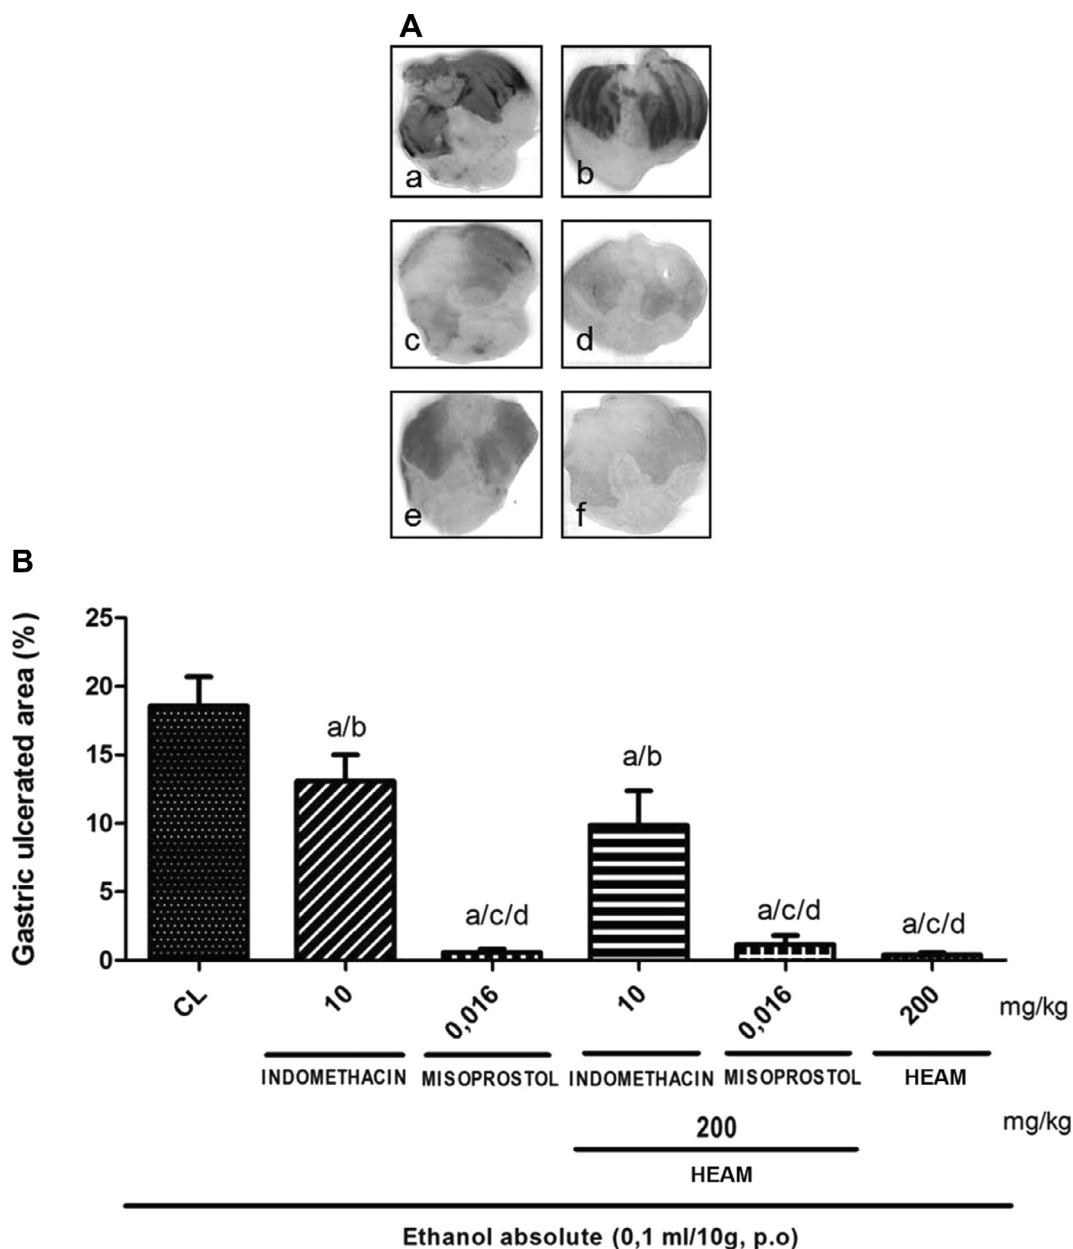 A
a
b
c
d
e
f
B
Gastric ulcerated area (%)
25
20
15
10
5
0
a/b
a/c/d
a/b
a/c/d
a/c/d
CL
10
0,016
10
0,016
200
mg/kg
INDOMETHACIN
MISOPROSTOL
INDOMETHACIN
MISOPROSTOL
HEAM
200
mg/kg
HEAM
Ethanol absolute (0,1 ml/10g, p.o)